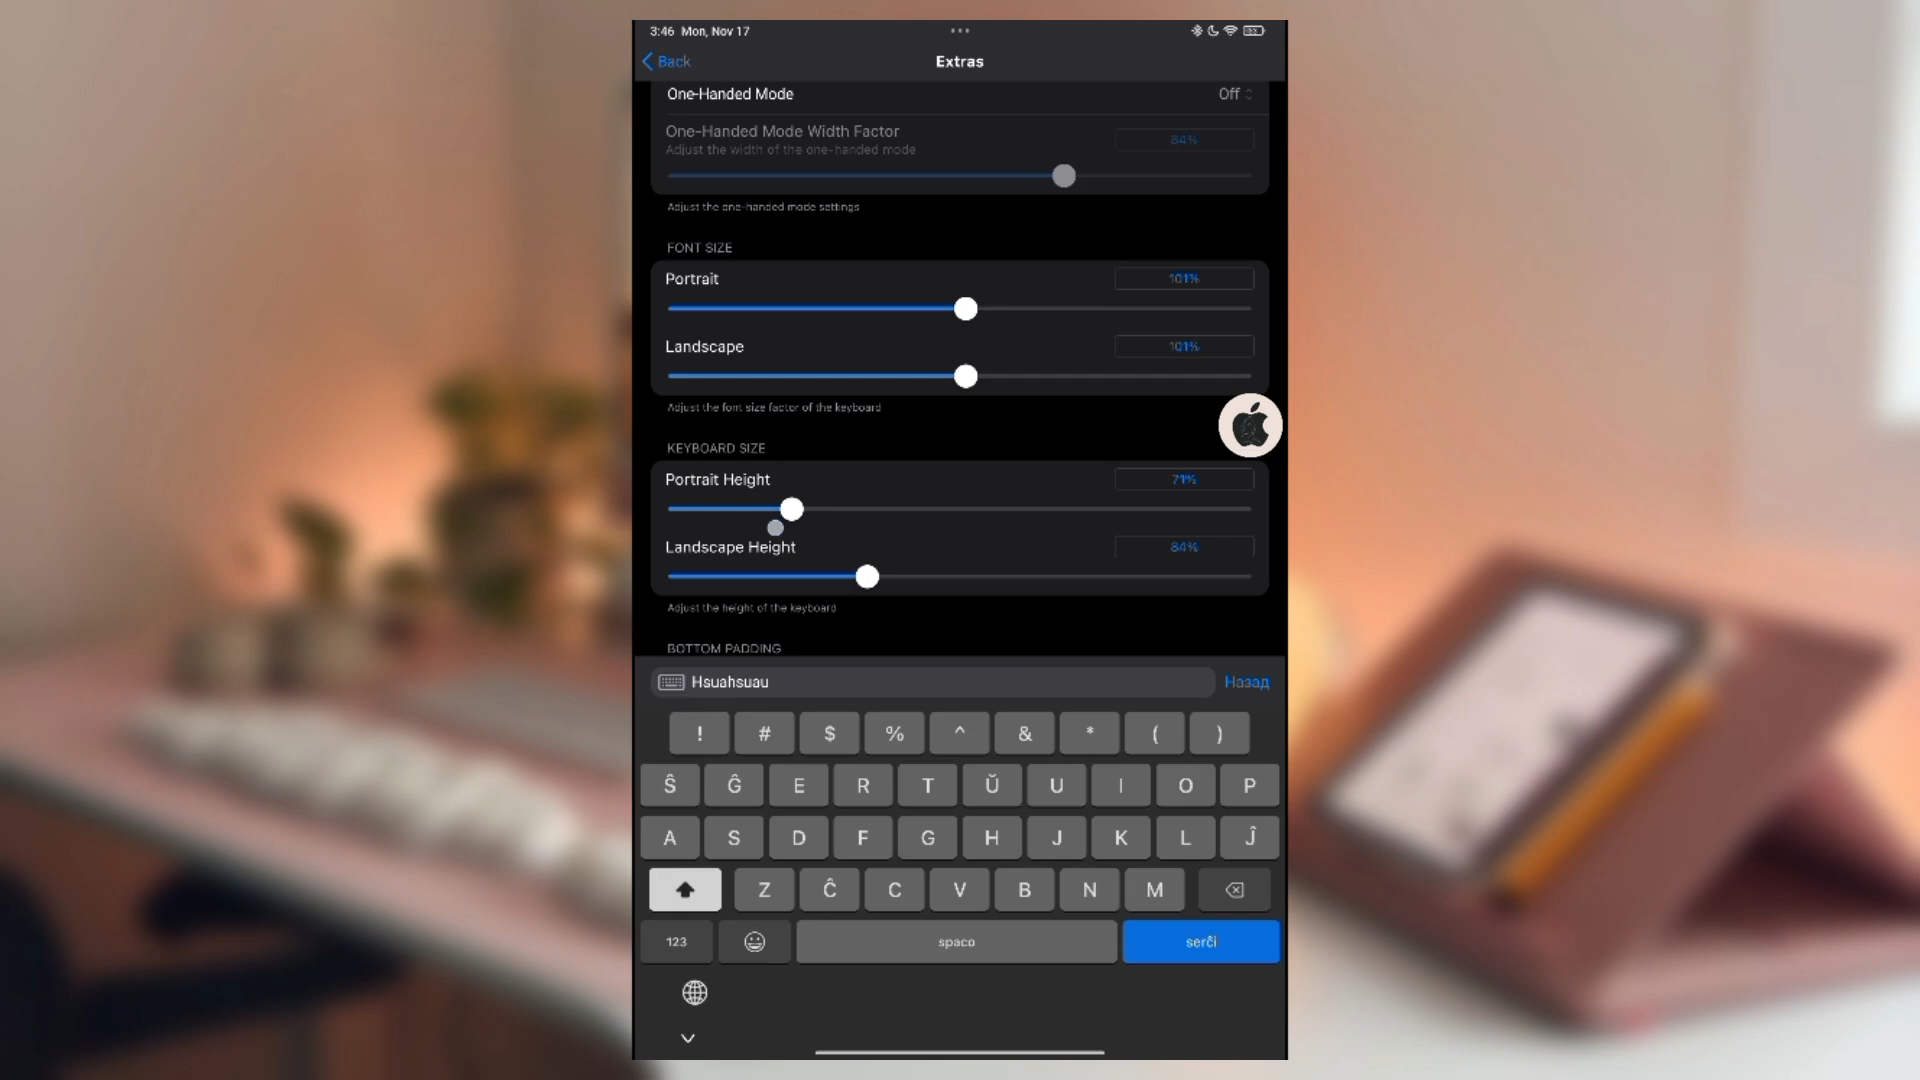 3:46 Mon, Nov 17
Back
Extras
One-Handed Mode
Off
One-Handed Mode Width Factor
84%
Adjust the width of the one-handed mode
Adjust the one-handed mode settings
FONT SIZE
Portrait
101%
Landscape
101%
Adjust the font size factor of the keyboard
KEYBOARD SIZE
Portrait Height
71%
Landscape Height
84%
Adjust the height of the keyboard
BOTTOM PADDING
Hsuahsuau
Назад
! # $ % ^ & * ( )
Ŝ Ĝ E R T Ŭ U I O P
A S D F G H J K L Ĵ
Z Ĉ C V B N M
123
spaco
serĉi